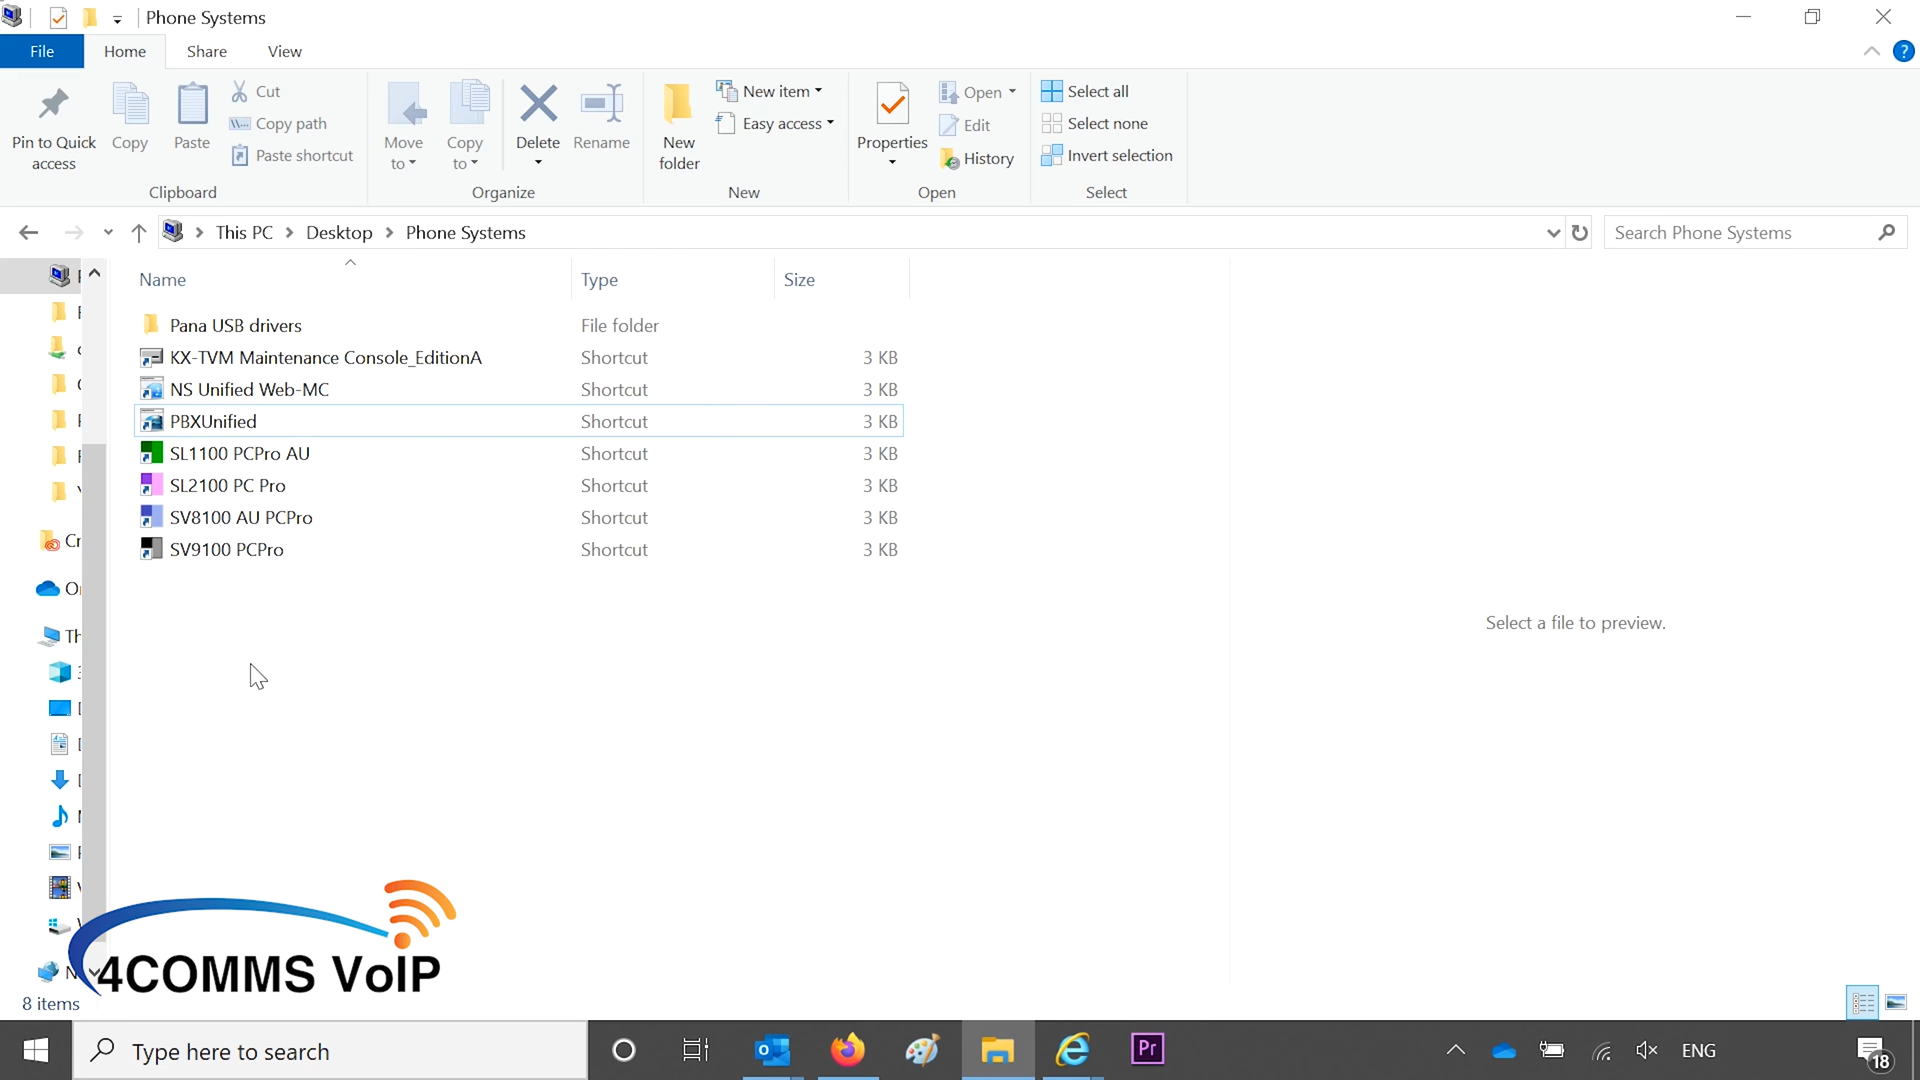 Phone Systems
File Home Share View
Pin to Quick access
Copy
Paste
Cut
Copy path
Paste shortcut
Clipboard
Move to
Copy to
Delete
Rename
Organize
New folder
New item
Easy access
New
Properties
Open
Edit
History
Open
Select all
Select none
Invert selection
Select
This PC Desktop Phone Systems
Search Phone Systems
Name Type Size
Pana USB drivers File folder
KX-TVM Maintenance Console_EditionA Shortcut 3 KB
NS Unified Web-MC Shortcut 3 KB
PBXUnified Shortcut 3 KB
SL1100 PCPro AU Shortcut 3 KB
SL2100 PC Pro Shortcut 3 KB
SV8100 AU PCPro Shortcut 3 KB
SV9100 PCPro Shortcut 3 KB
Select a file to preview.
4COMMS VoIP
8 items
Type here to search
Pr
ENG
18